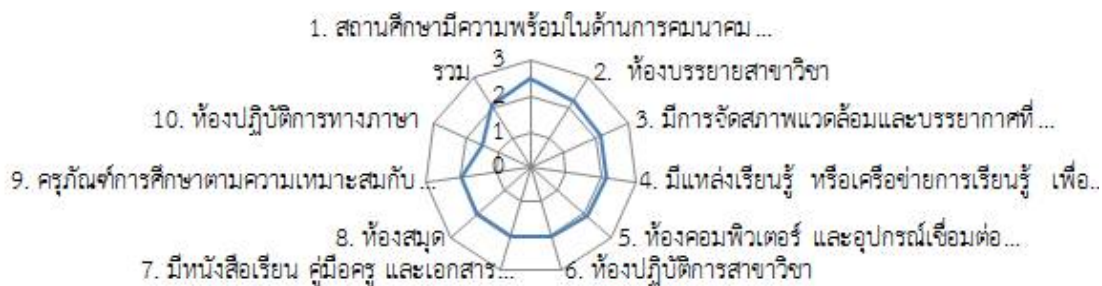 1. สถานศึกษามีความพร้อมในด้านการคมนาคม ...
2. ห้องบรรยายสาขาวิชา
3. มีการจัดสภาพแวดล้อมและบรรยากาศที่ ...
4. มีแหล่งเรียนรู้ หรือเครือข่ายการเรียนรู้ เพื่อ...
5. ห้องคอมพิวเตอร์ และอุปกรณ์เชื่อมต่อ...
6. ห้องปฏิบัติการสาขาวิชา
7. มีหนังสือเรียน คู่มือครู และเอกสาร...
8. ห้องสมุด
9. ครุภัณฑ์การศึกษาตามความเหมาะสมกับ ...
10. ห้องปฏิบัติการทางภาษา
รวม
3
2
1
0